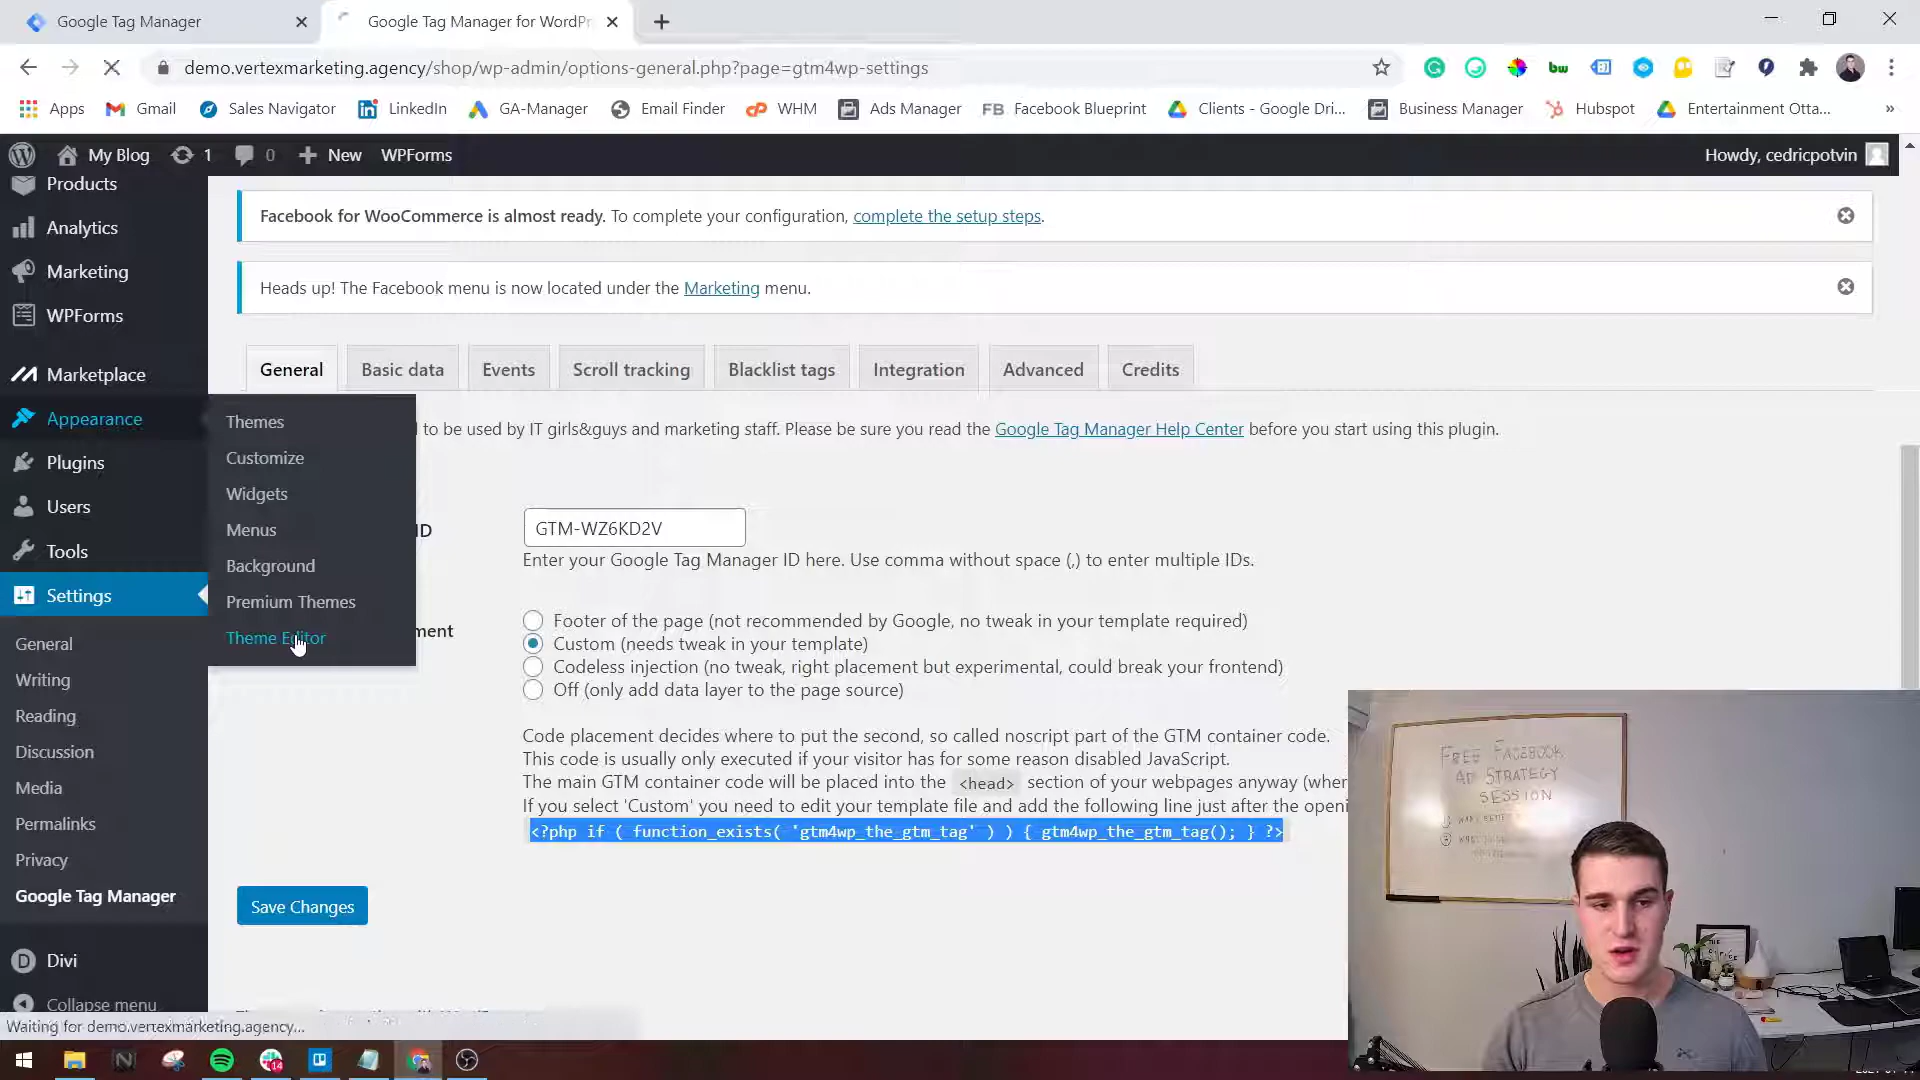 Google Tag Manager
Google Tag Manager for WordPr
demo.vertexmarketing.agency/shop/wp-admin/options-general.php?page=gtm4wp-settings
Apps
Gmail
Sales Navigator
LinkedIn
GA-Manager
Email Finder
WHM
Ads Manager
FB Facebook Blueprint
Clients - Google Dri...
Business Manager
Hubspot
Entertainment Otta...
»
My Blog
1
0
New
WPForms
Howdy, cedricpotvin
Products
Analytics
Marketing
WPForms
Marketplace
Appearance
Plugins
Users
Tools
Settings
General
Writing
Reading
Discussion
Media
Permalinks
Privacy
Google Tag Manager
Divi
Collapse menu
Themes
Customize
Widgets
Menus
Background
Premium Themes
Theme Editor
Facebook for WooCommerce is almost ready. To complete your configuration, complete the setup steps.
Heads up! The Facebook menu is now located under the Marketing menu.
General
Basic data
Events
Scroll tracking
Blacklist tags
Integration
Advanced
Credits
to be used by IT girls&guys and marketing staff. Please be sure you read the Google Tag Manager Help Center before you start using this plugin.
ID
GTM-WZ6KD2V
Enter your Google Tag Manager ID here. Use comma without space (,) to enter multiple IDs.
ment
Footer of the page (not recommended by Google, no tweak in your template required)
Custom (needs tweak in your template)
Codeless injection (no tweak, right placement but experimental, could break your frontend)
Off (only add data layer to the page source)
Code placement decides where to put the second, so called noscript part of the GTM container code.
This code is usually only executed if your visitor has for some reason disabled JavaScript.
The main GTM container code will be placed into the <head> section of your webpages anyway (wher
If you select 'Custom' you need to edit your template file and add the following line just after the openi
<?php if ( function_exists( 'gtm4wp_the_gtm_tag' ) ) { gtm4wp_the_gtm_tag(); } ?>
Save Changes
Waiting for demo.vertexmarketing.agency...
FREE FACEBOOK
AD STRATEGY
SESSION
THE
OFFICE
14